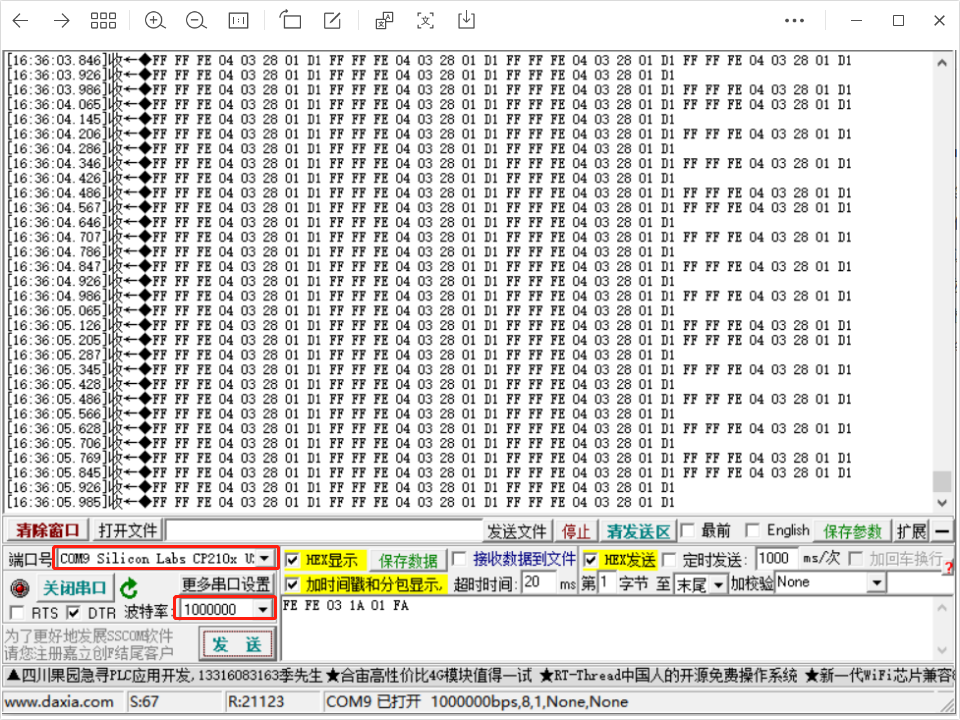 [16:36:03.846]收←◆FF FF FE 04 03 28 01 D1 FF FF FE 04 03 28 01 D1 FF FF FE 04 03 28 01 D1 FF FF FE 04 03 28 01 D1
[16:36:03.926]收←◆FF FF FE 04 03 28 01 D1 FF FF FE 04 03 28 01 D1 FF FF FE 04 03 28 01 D1
[16:36:03.986]收←◆FF FF FE 04 03 28 01 D1 FF FF FE 04 03 28 01 D1 FF FF FE 04 03 28 01 D1 FF FF FE 04 03 28 01 D1
[16:36:04.065]收←◆FF FF FE 04 03 28 01 D1 FF FF FE 04 03 28 01 D1 FF FF FE 04 03 28 01 D1 FF FF FE 04 03 28 01 D1
[16:36:04.145]收←◆FF FF FE 04 03 28 01 D1 FF FF FE 04 03 28 01 D1 FF FF FE 04 03 28 01 D1
[16:36:04.206]收←◆FF FF FE 04 03 28 01 D1 FF FF FE 04 03 28 01 D1 FF FF FE 04 03 28 01 D1 FF FF FE 04 03 28 01 D1
[16:36:04.286]收←◆FF FF FE 04 03 28 01 D1 FF FF FE 04 03 28 01 D1 FF FF FE 04 03 28 01 D1
[16:36:04.346]收←◆FF FF FE 04 03 28 01 D1 FF FF FE 04 03 28 01 D1 FF FF FE 04 03 28 01 D1 FF FF FE 04 03 28 01 D1
[16:36:04.426]收←◆FF FF FE 04 03 28 01 D1 FF FF FE 04 03 28 01 D1 FF FF FE 04 03 28 01 D1
[16:36:04.486]收←◆FF FF FE 04 03 28 01 D1 FF FF FE 04 03 28 01 D1 FF FF FE 04 03 28 01 D1 FF FF FE 04 03 28 01 D1
[16:36:04.567]收←◆FF FF FE 04 03 28 01 D1 FF FF FE 04 03 28 01 D1 FF FF FE 04 03 28 01 D1 FF FF FE 04 03 28 01 D1
[16:36:04.646]收←◆FF FF FE 04 03 28 01 D1 FF FF FE 04 03 28 01 D1 FF FF FE 04 03 28 01 D1
[16:36:04.707]收←◆FF FF FE 04 03 28 01 D1 FF FF FE 04 03 28 01 D1 FF FF FE 04 03 28 01 D1 FF FF FE 04 03 28 01 D1
[16:36:04.786]收←◆FF FF FE 04 03 28 01 D1 FF FF FE 04 03 28 01 D1 FF FF FE 04 03 28 01 D1
[16:36:04.847]收←◆FF FF FE 04 03 28 01 D1 FF FF FE 04 03 28 01 D1 FF FF FE 04 03 28 01 D1 FF FF FE 04 03 28 01 D1
[16:36:04.926]收←◆FF FF FE 04 03 28 01 D1 FF FF FE 04 03 28 01 D1 FF FF FE 04 03 28 01 D1
[16:36:04.986]收←◆FF FF FE 04 03 28 01 D1 FF FF FE 04 03 28 01 D1 FF FF FE 04 03 28 01 D1 FF FF FE 04 03 28 01 D1
[16:36:05.065]收←◆FF FF FE 04 03 28 01 D1 FF FF FE 04 03 28 01 D1 FF FF FE 04 03 28 01 D1
[16:36:05.126]收←◆FF FF FE 04 03 28 01 D1 FF FF FE 04 03 28 01 D1 FF FF FE 04 03 28 01 D1 FF FF FE 04 03 28 01 D1
[16:36:05.205]收←◆FF FF FE 04 03 28 01 D1 FF FF FE 04 03 28 01 D1 FF FF FE 04 03 28 01 D1 FF FF FE 04 03 28 01 D1
[16:36:05.287]收←◆FF FF FE 04 03 28 01 D1 FF FF FE 04 03 28 01 D1 FF FF FE 04 03 28 01 D1
[16:36:05.345]收←◆FF FF FE 04 03 28 01 D1 FF FF FE 04 03 28 01 D1 FF FF FE 04 03 28 01 D1 FF FF FE 04 03 28 01 D1
[16:36:05.428]收←◆FF FF FE 04 03 28 01 D1 FF FF FE 04 03 28 01 D1 FF FF FE 04 03 28 01 D1
[16:36:05.486]收←◆FF FF FE 04 03 28 01 D1 FF FF FE 04 03 28 01 D1 FF FF FE 04 03 28 01 D1 FF FF FE 04 03 28 01 D1
[16:36:05.566]收←◆FF FF FE 04 03 28 01 D1 FF FF FE 04 03 28 01 D1 FF FF FE 04 03 28 01 D1
[16:36:05.628]收←◆FF FF FE 04 03 28 01 D1 FF FF FE 04 03 28 01 D1 FF FF FE 04 03 28 01 D1 FF FF FE 04 03 28 01 D1
[16:36:05.706]收←◆FF FF FE 04 03 28 01 D1 FF FF FE 04 03 28 01 D1 FF FF FE 04 03 28 01 D1
[16:36:05.769]收←◆FF FF FE 04 03 28 01 D1 FF FF FE 04 03 28 01 D1 FF FF FE 04 03 28 01 D1 FF FF FE 04 03 28 01 D1
[16:36:05.845]收←◆FF FF FE 04 03 28 01 D1 FF FF FE 04 03 28 01 D1 FF FF FE 04 03 28 01 D1 FF FF FE 04 03 28 01 D1
[16:36:05.926]收←◆FF FF FE 04 03 28 01 D1 FF FF FE 04 03 28 01 D1 FF FF FE 04 03 28 01 D1
[16:36:05.985]收←◆FF FF FE 04 03 28 01 D1 FF FF FE 04 03 28 01 D1 FF FF FE 04 03 28 01 D1
清除窗口 打开文件 发送文件 停止 清发送区 最前 English 保存参数 扩展 —
端口号 COM9 Silicon Labs CP210x U HEX显示 保存数据 接收数据到文件 HEX发送 定时发送: 1000 ms/次 加回车换行
关闭串口 更多串口设置 加时间戳和分包显示, 超时时间: 20 ms 第 1 字节 至 末尾 加校验 None
RTS DTR 波特率: 1000000
FE FE 03 1A 01 FA
为了更好地发展SSCOM软件
请您注册嘉立创F结尾客户
发 送
▲四川果园急寻PLC应用开发, 13316083163季先生 ★合宙高性价比4G模块值得一试 ★RT-Thread中国人的开源免费操作系统 ★新一代WiFi芯片兼容
www.daxia.com S:67 R:21123 COM9 已打开 1000000bps,8,1,None,None